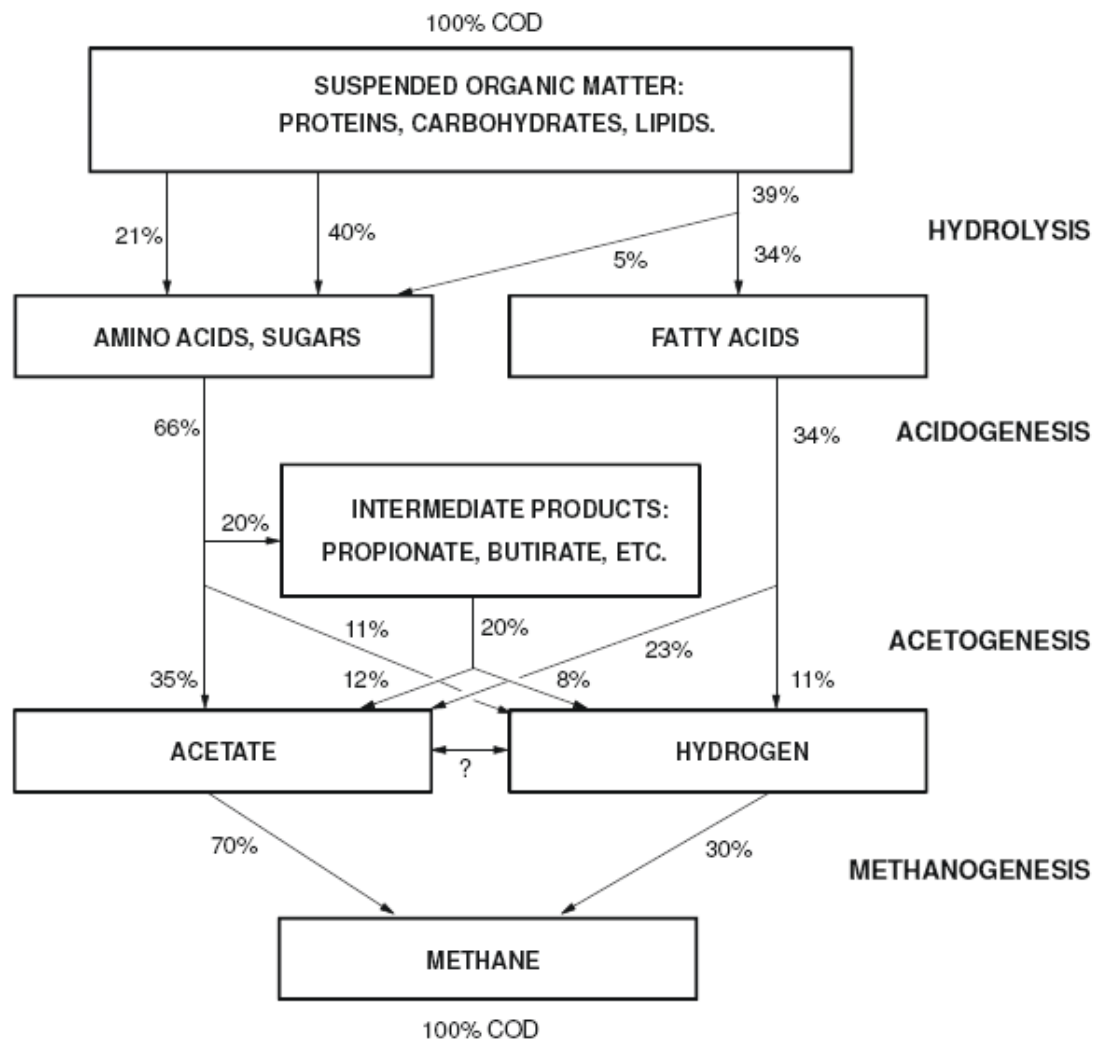 100% COD
SUSPENDED ORGANIC MATTER:
PROTEINS, CARBOHYDRATES, LIPIDS.
39%
21%
40%
HYDROLYSIS
5%
34%
AMINO ACIDS, SUGARS
FATTY ACIDS
66%
34%
ACIDOGENESIS
INTERMEDIATE PRODUCTS:
20%
PROPIONATE, BUTIRATE, ETC.
11%
20%
23%
ACETOGENESIS
35%
12%
8%
11%
ACETATE
HYDROGEN
?
70%
30%
METHANOGENESIS
METHANE
100% COD